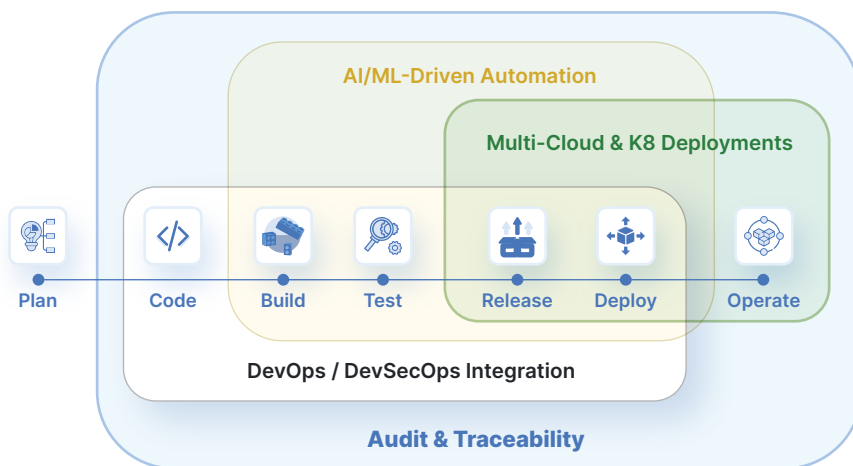 AI/ML-Driven Automation
Multi-Cloud & K8 Deployments
Plan
Code
Build
Test
Release
Deploy
Operate
DevOps / DevSecOps Integration
Audit & Traceability